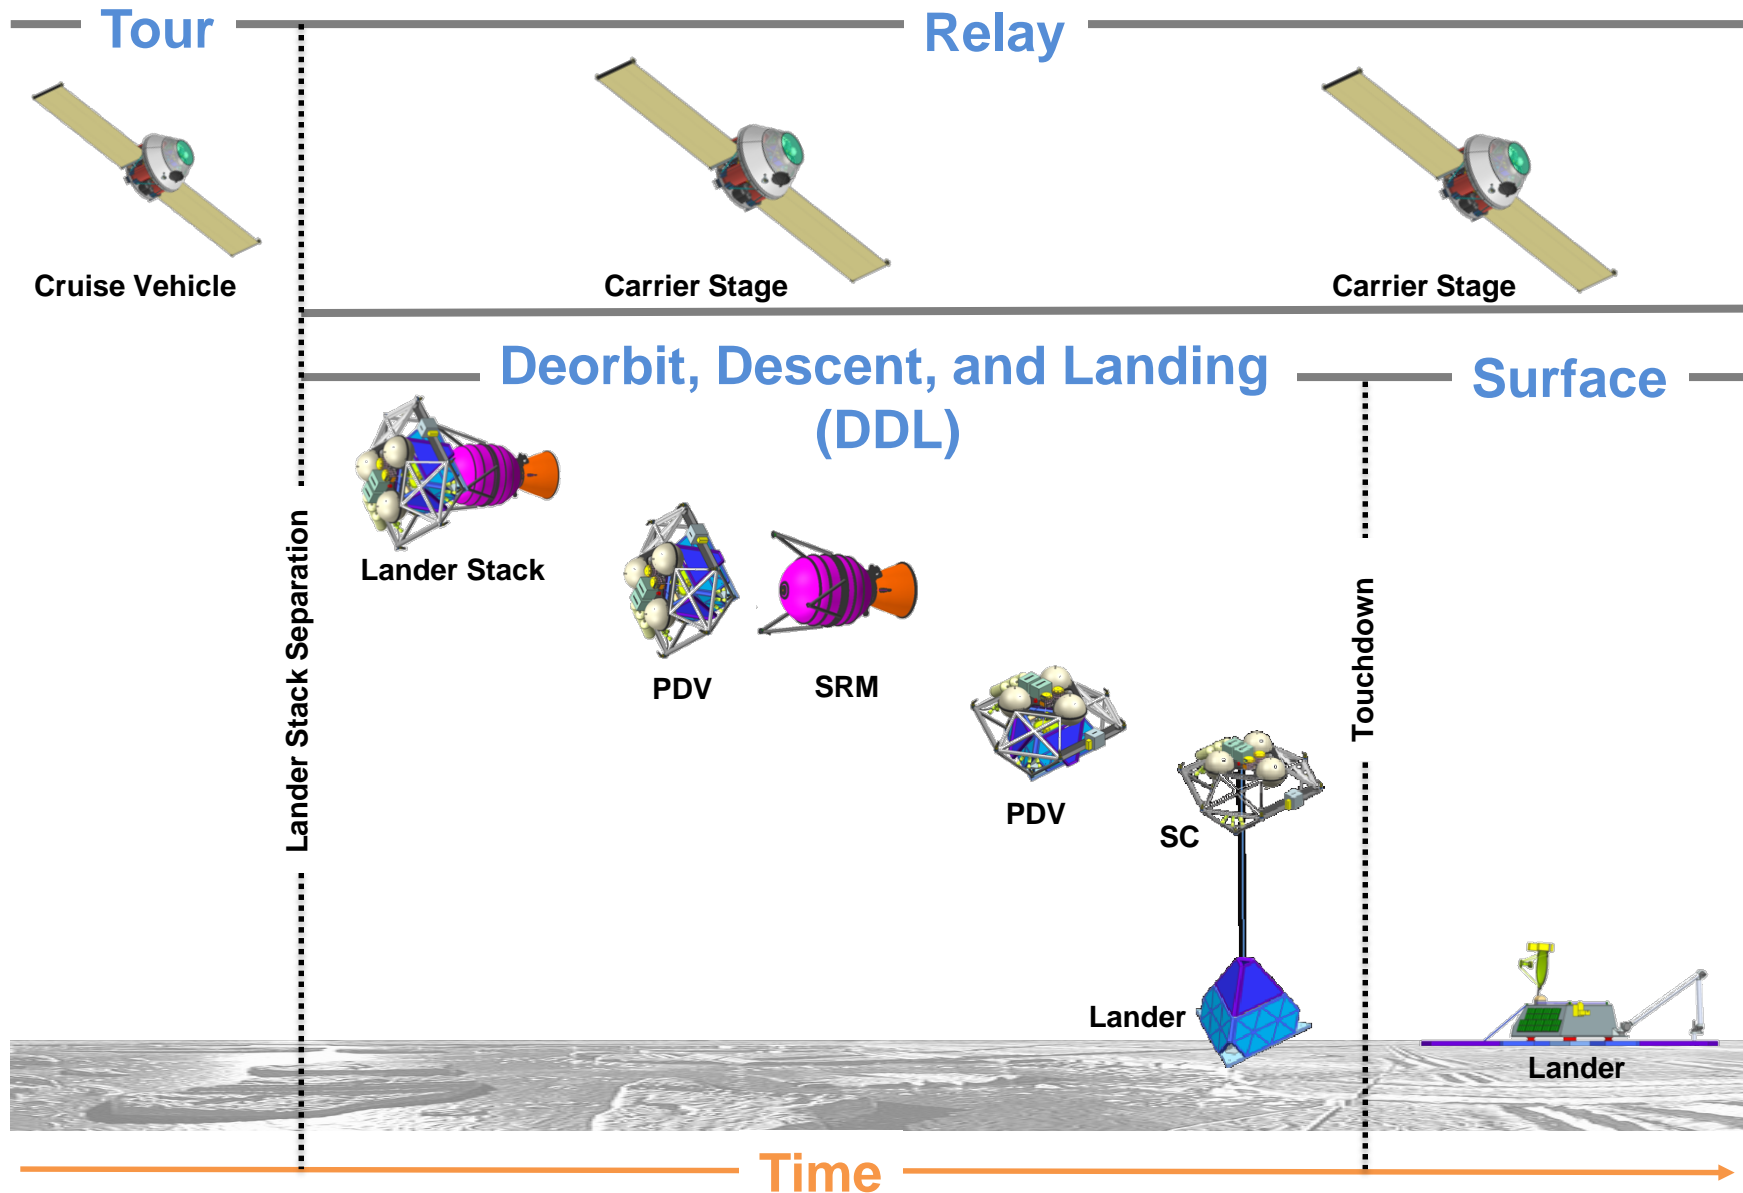 Tour
Relay
Cruise Vehicle
Carrier Stage
Carrier Stage
Deorbit, Descent, and Landing
(DDL)
Surface
Lander Stack Separation
Lander Stack
PDV
SRM
PDV
SC
Lander
Touchdown
Lander
Time